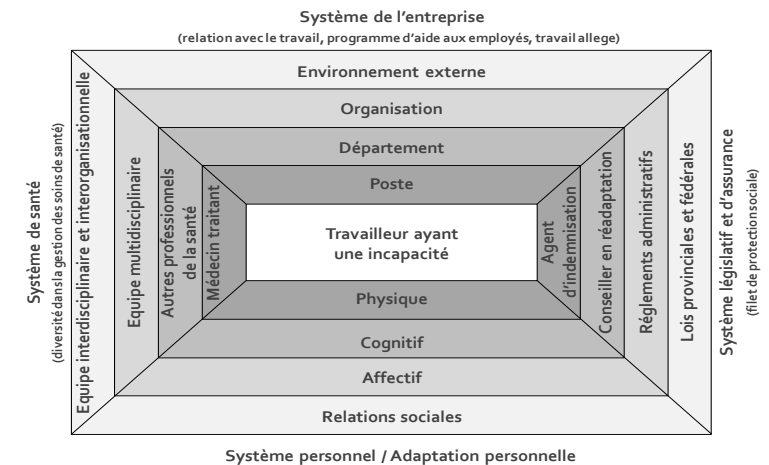 Système de l'entreprise
(relation avec le travail, programme d'aide aux employés, travail allege)
Environnement externe
Organisation
Département
Poste
Système de santé
(diversité dans la gestion des soins de santé)
Equipe interdisciplinaire et interorganisationnelle
Equipe multidisciplinaire
Autres professionnels
de la santé
Médecin traitant
Travailleur ayant
une incapacité
Agent
d'indemnisation
Conseiller en réadaptation
Réglements administratifs
Lois provinciales et fédérales
Système législatif et d'assurance
(filet de protection sociale)
Physique
Cognitif
Affectif
Relations sociales
Système personnel / Adaptation personnelle